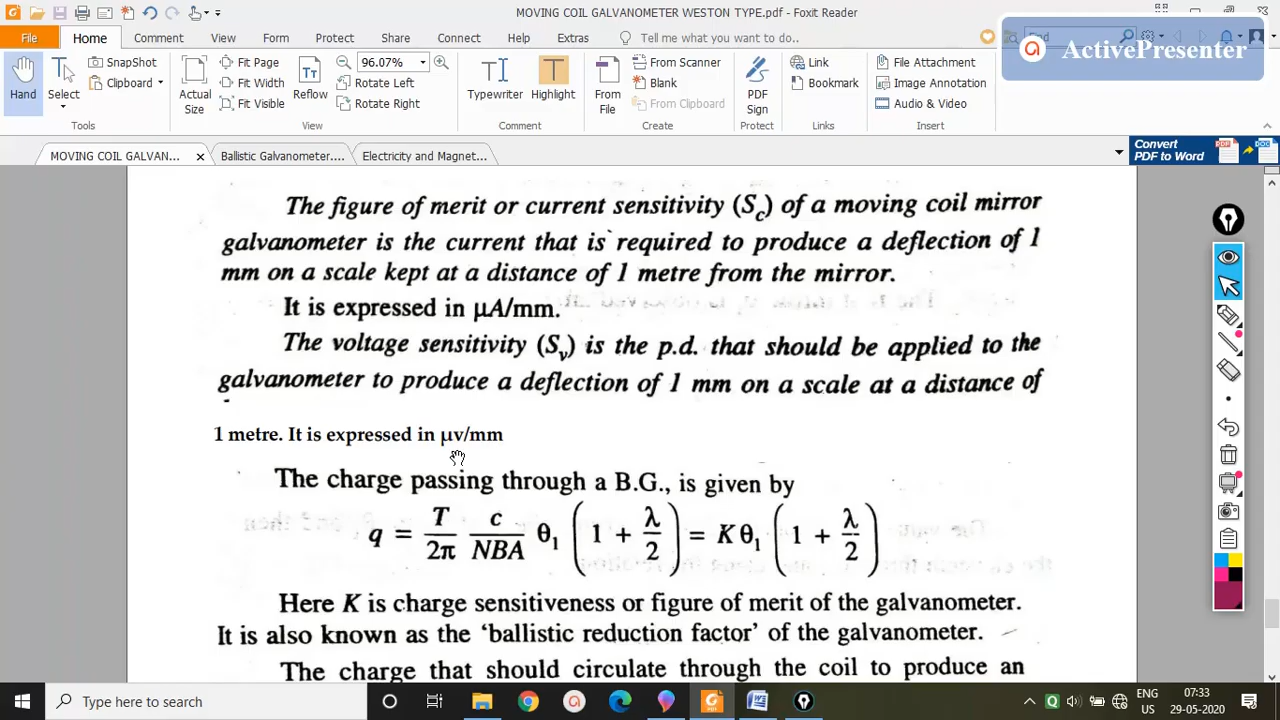 MOVING COIL GALVANOMETER WESTON TYPE.pdf - Foxit Reader
File Home Comment View Form Protect Share Connect Help Extras Tell me what you want to do..
ActivePresenter
Hand
Select
SnapShot
Clipboard
Actual Size
Fit Page
Fit Width
Fit Visible
Reflow
96.07%
Rotate Left
Rotate Right
Typewriter
Highlight
From File
From Scanner
Blank
From Clipboard
PDF Sign
Link
Bookmark
File Attachment
Image Annotation
Audio & Video
Tools View Comment Create Protect Links Insert
MOVING COIL GALVAN... Ballistic Galvanometer.... Electricity and Magnet...
Convert
PDF to Word
The figure of merit or current sensitivity (S_c) of a moving coil mirror
galvanometer is the current that is required to produce a deflection of 1
mm on a scale kept at a distance of 1 metre from the mirror.
It is expressed in μA/mm.
The voltage sensitivity (S_v) is the p.d. that should be applied to the
galvanometer to produce a deflection of 1 mm on a scale at a distance of
1 metre. It is expressed in μv/mm
The charge passing through a B.G., is given by
q = T/2π c/NBA θ₁ (1 + λ/2) = Kθ₁ (1 + λ/2)
Here K is charge sensitiveness or figure of merit of the galvanometer.
It is also known as the 'ballistic reduction factor' of the galvanometer.
The charge that should circulate through the coil to produce an
Type here to search
ENG
07:33
29-05-2020